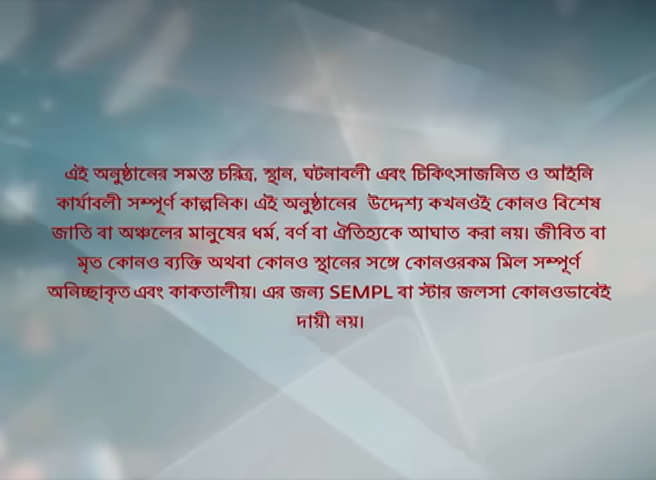 এই অনুষ্ঠানের সমস্ত চরিত্র, স্থান, ঘটনাবলী এবং চিকিৎসাজনিত ও আইনি
কার্যাবলী সম্পূর্ণ কাল্পনিক। এই অনুষ্ঠানের উদ্দেশ্য কখনওই কোনও বিশেষ
জাতি বা অঞ্চলের মানুষের ধর্ম, বর্ণ বা ঐতিহ্যকে আঘাত করা নয়। জীবিত বা
মৃত কোনও ব্যক্তি অথবা কোনও স্থানের সঙ্গে কোনওরকম মিল সম্পূর্ণ
অনিচ্ছাকৃত এবং কাকতালীয়। এর জন্য SEMPL বা স্টার জলসা কোনওভাবেই
দায়ী নয়।